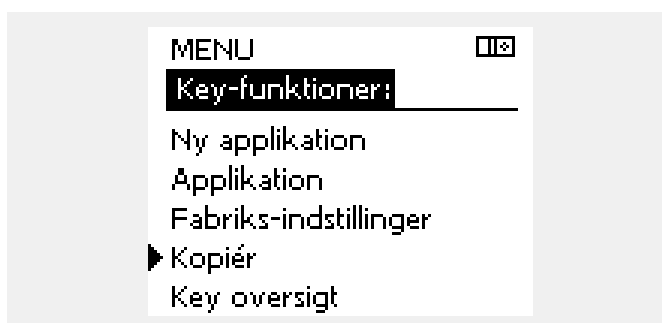 MENU
Key-funktioner:
Ny applikation
Applikation
Fabriks-indstillinger
Kopiér
Key oversigt